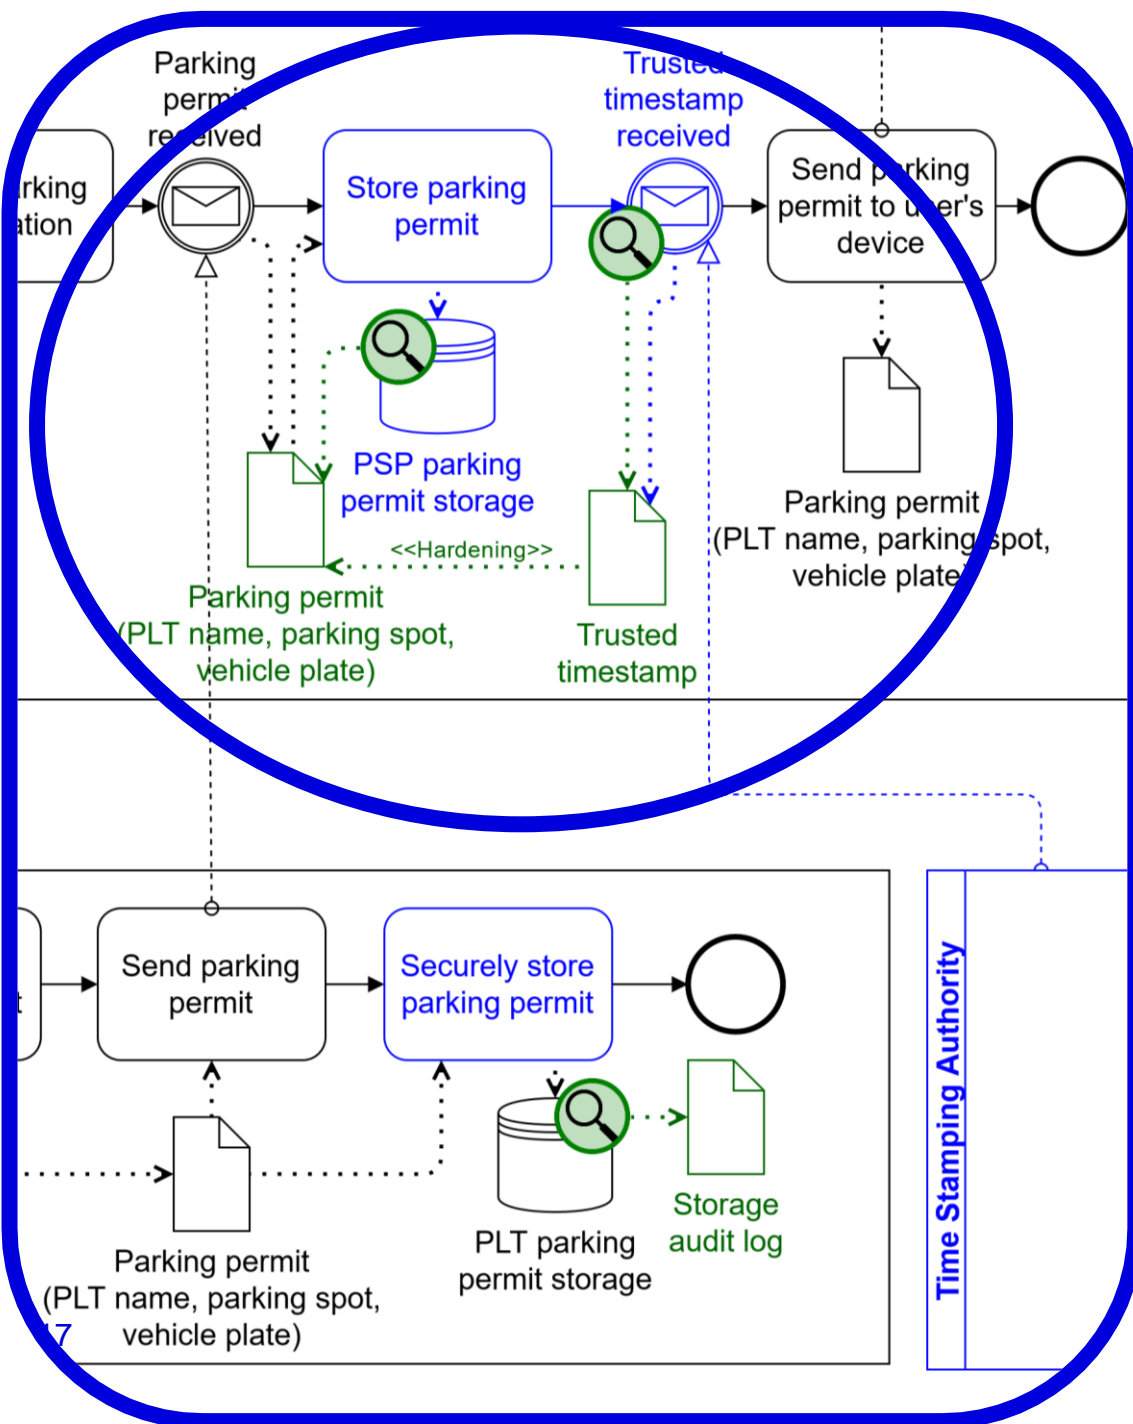 Parking
permit
received
Trusted
timestamp
received
rking
ation
Store parking
permit
Send parking
permit to user's
device
PSP parking
permit storage
<<Hardening>>
Parking permit
(PLT name, parking spot,
vehicle plate)
Trusted
timestamp
Parking permit
(PLT name, parking spot,
vehicle plate)
Send parking
permit
Securely store
parking permit
t
Time Stamping Authority
Storage
audit log
PLT parking
permit storage
Parking permit
(PLT name, parking spot,
vehicle plate)
7